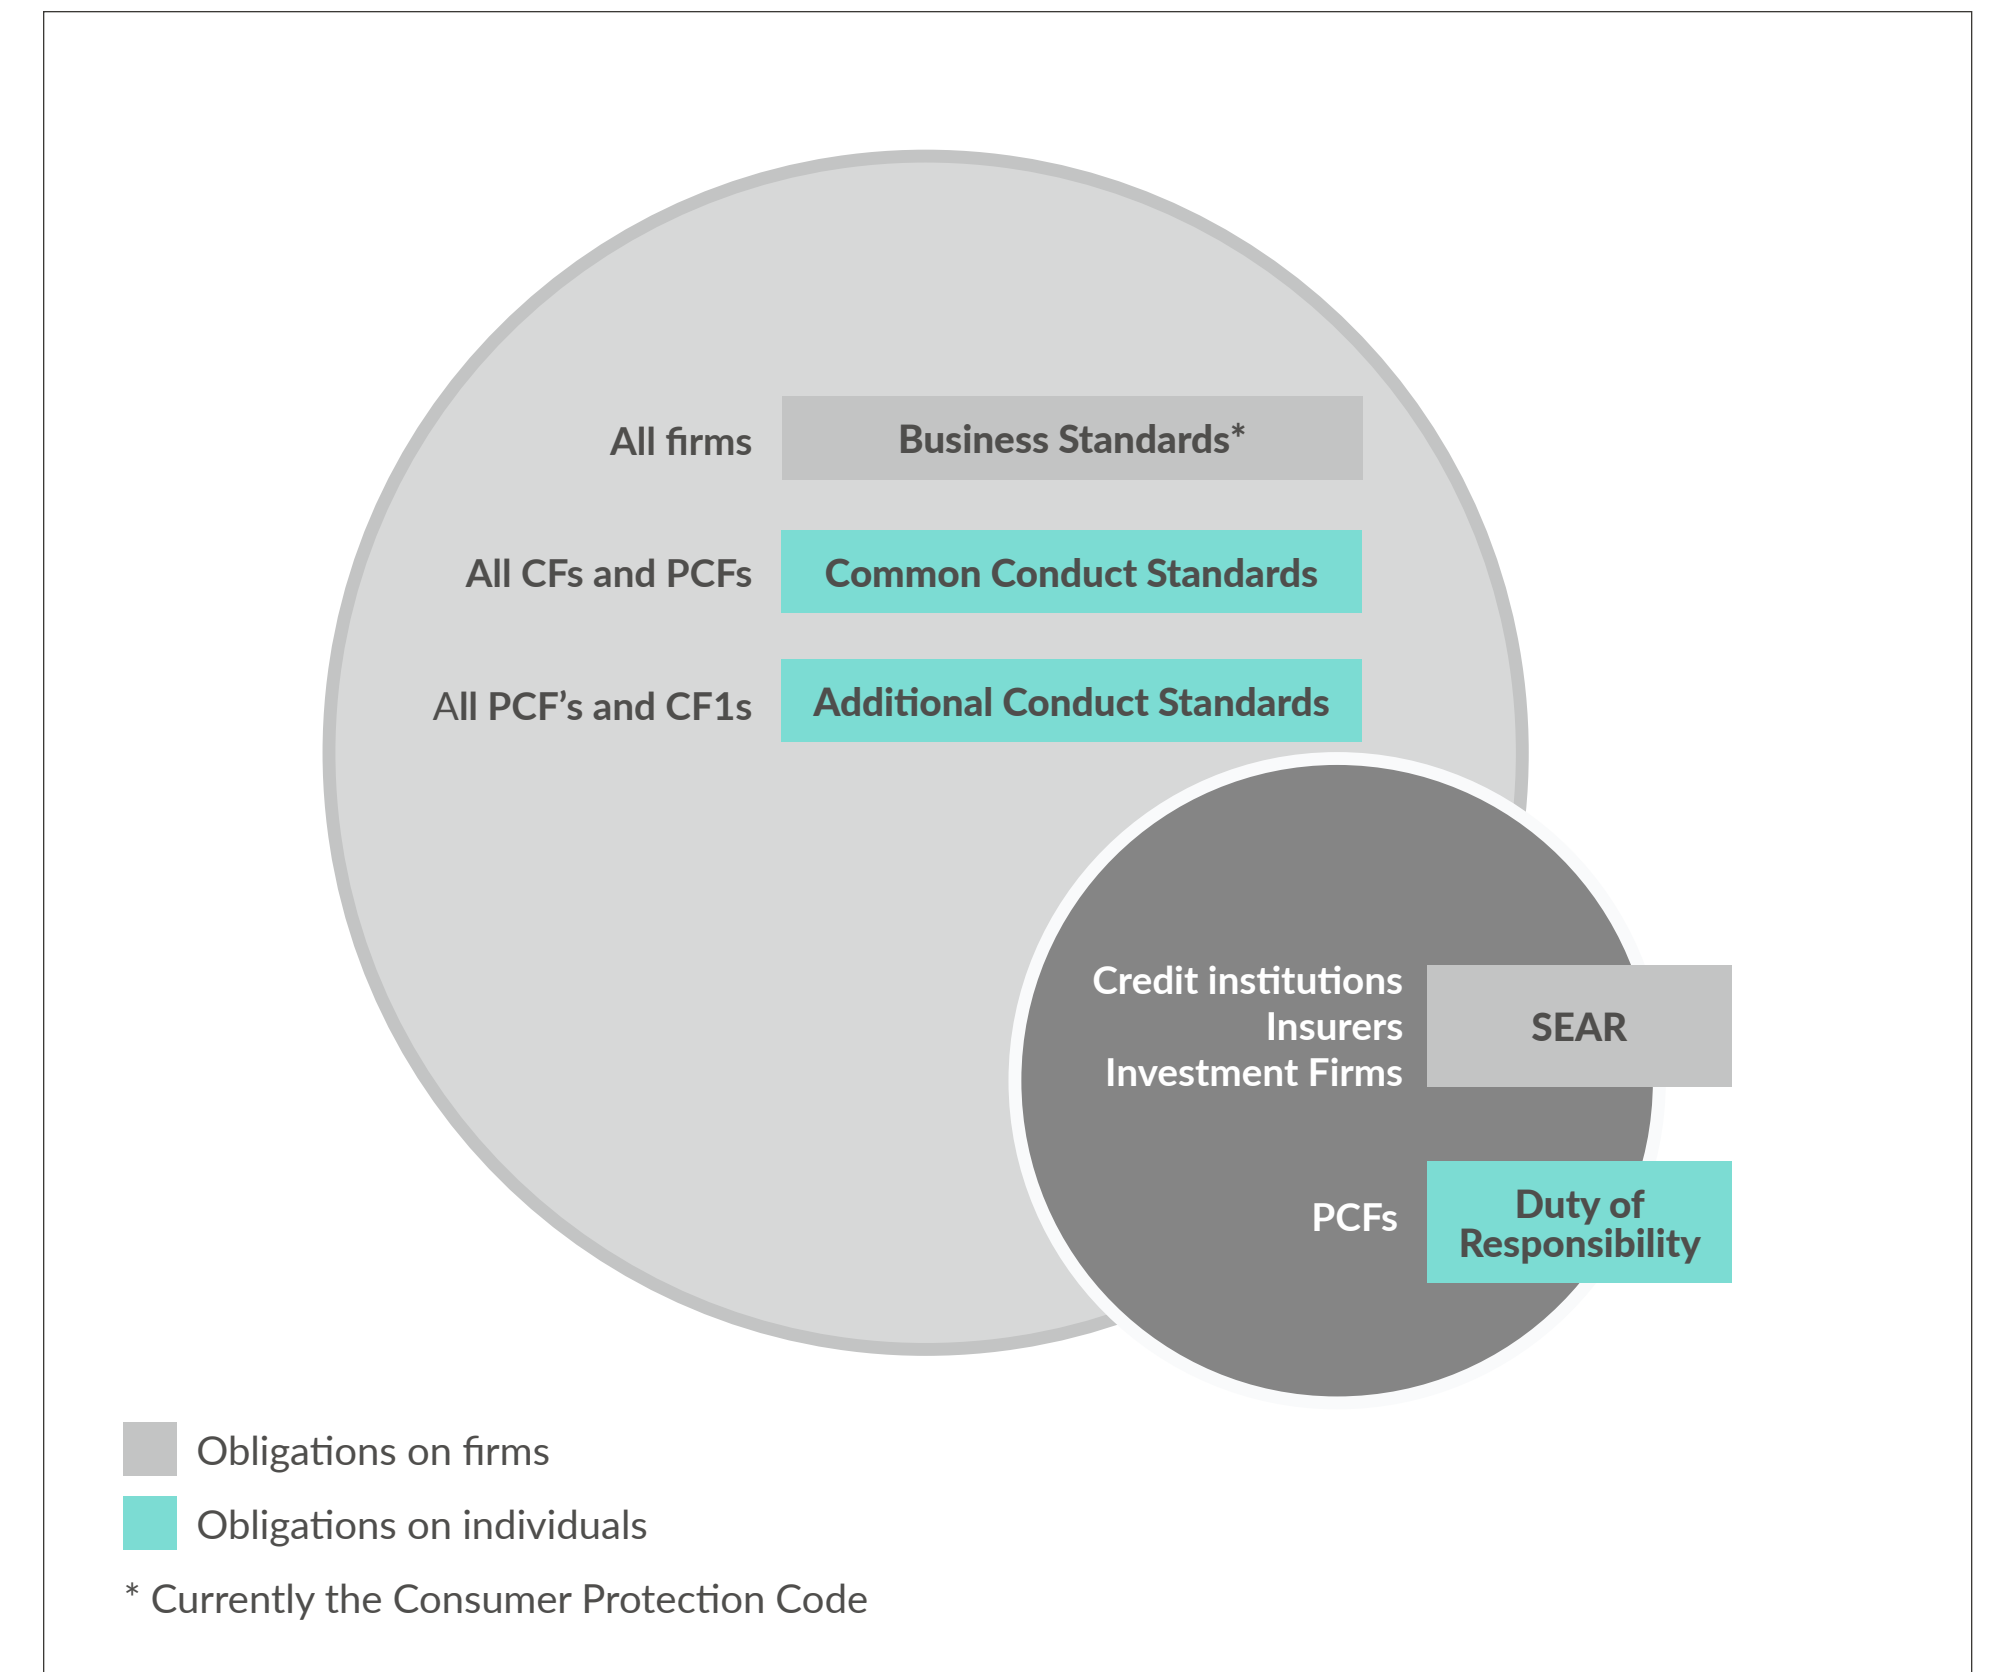 All firms
Business Standards*
All CFs and PCFs
Common Conduct Standards
All PCF’s and CF1s
Additional Conduct Standards
Credit institutions
Insurers
Investment Firms
SEAR
PCFs
Duty of
Responsibility
Obligations on firms
Obligations on individuals
* Currently the Consumer Protection Code